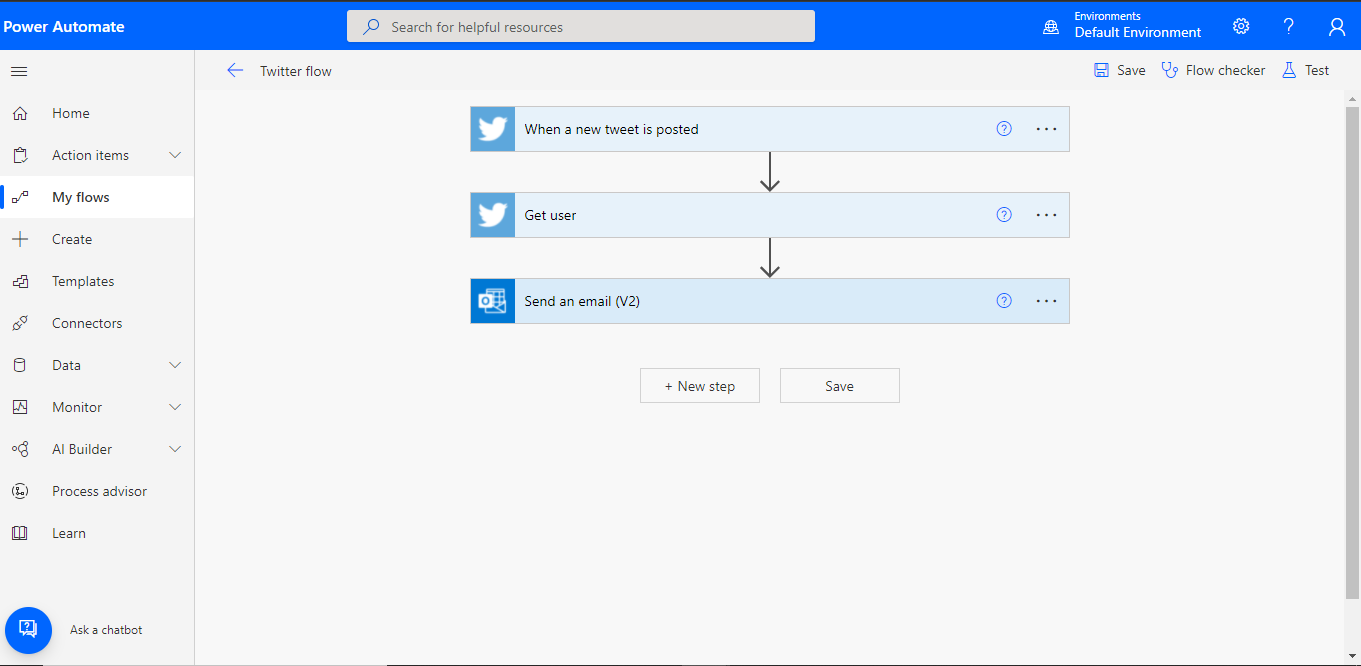 Power Automate
Search for helpful resources
Environments
Default Environment
Twitter flow
Save
Flow checker
Test
Home
Action items
My flows
Create
Templates
Connectors
Data
Monitor
AI Builder
Process advisor
Learn
Ask a chatbot
When a new tweet is posted
Get user
Send an email (V2)
+ New step
Save